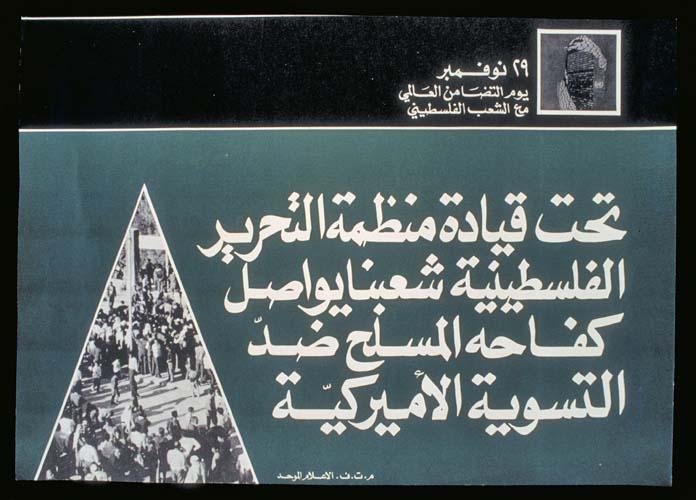 ٢٩ نوفمبر
يوم التضامن العالمي
مع الشعب الفلسطيني
تحت قيادة منظمة التحرير
الفلسطينية شعبنا يواصل
كفاحه المسلح ضدّ
التسوية الأميركيّة
م.ت.ف. الاعلام الموحد